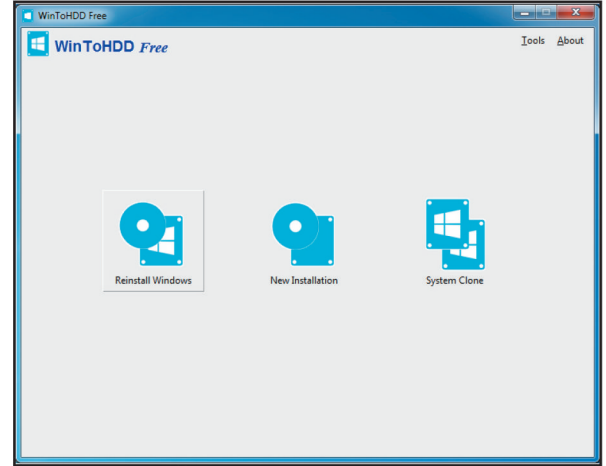 WinToHDD Free
WinToHDD Free
Tools About
Reinstall Windows
New Installation
System Clone